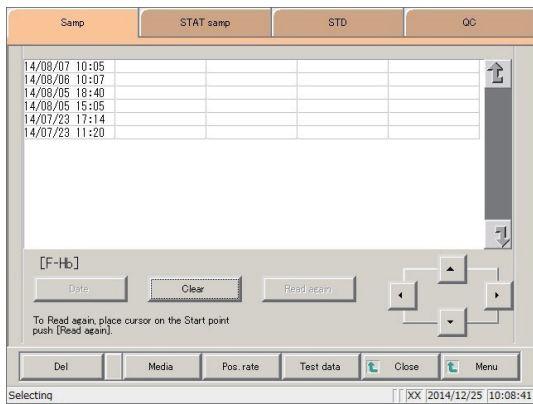 Samp STAT samp STD QC
14/08/07 10:05
14/08/06 10:07
14/08/05 18:40
14/08/05 15:05
14/07/23 17:14
14/07/23 11:20
[F-Hb]
Date Clear Read again
To Read again, place cursor on the Start point
push [Read again].
Del Media Pos. rate Test data Close Menu
Selecting XX 2014/12/25 10:08:41